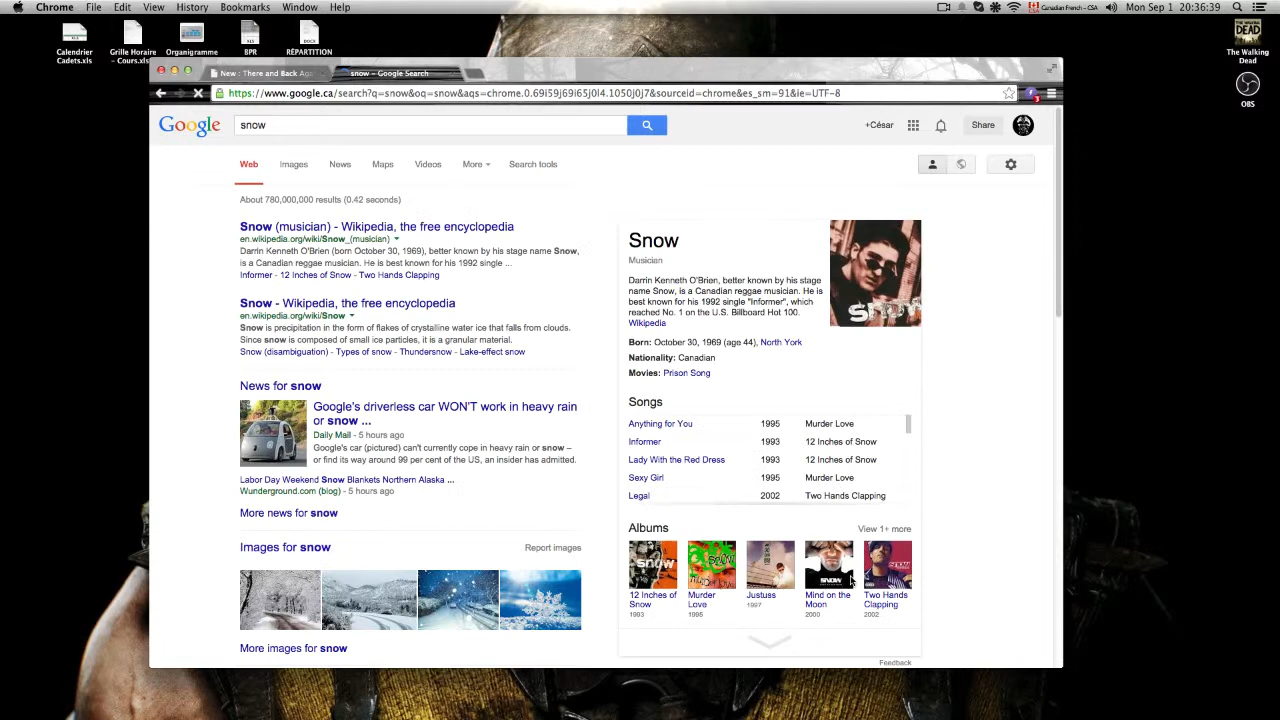 Chrome File Edit View History Bookmarks Window Help
Canadian French – CSA Mon Sep 1 20:36:39
Calendrier Cadets.xls
Grille Horaire – Cours.xls
Organigramme
BPR
RÉPARTITION
The Walking Dead
OBS
New : There and Back Aga
snow – Google Search
https://www.google.ca/search?q=snow&oq=snow&aqs=chrome.0.69i59j69i65j0l4.1050j0j7&sourceid=chrome&es_sm=91&ie=UTF-8
Google
snow
+César
Share
Web Images News Maps Videos More Search tools
About 780,000,000 results (0.42 seconds)
Snow (musician) - Wikipedia, the free encyclopedia
en.wikipedia.org/wiki/Snow_(musician)
Darrin Kenneth O'Brien (born October 30, 1969), better known by his stage name Snow,
is a Canadian reggae musician. He is best known for his 1992 single ...
Informer - 12 Inches of Snow - Two Hands Clapping
Snow - Wikipedia, the free encyclopedia
en.wikipedia.org/wiki/Snow
Snow is precipitation in the form of flakes of crystalline water ice that falls from clouds.
Since snow is composed of small ice particles, it is a granular material.
Snow (disambiguation) - Types of snow - Thundersnow - Lake-effect snow
News for snow
Google's driverless car WON'T work in heavy rain
or snow ...
Daily Mail - 5 hours ago
Google's car (pictured) can't currently cope in heavy rain or snow –
or find its way around 99 per cent of the US, an insider has admitted.
Labor Day Weekend Snow Blankets Northern Alaska ...
Wunderground.com (blog) - 5 hours ago
More news for snow
Images for snow
Report images
More images for snow
Snow
Musician
Darrin Kenneth O'Brien, better known by his stage
name Snow, is a Canadian reggae musician. He is
best known for his 1992 single "Informer", which
reached No. 1 on the U.S. Billboard Hot 100.
Wikipedia
Born: October 30, 1969 (age 44), North York
Nationality: Canadian
Movies: Prison Song
Songs
Anything for You 1995 Murder Love
Informer 1993 12 Inches of Snow
Lady With the Red Dress 1993 12 Inches of Snow
Sexy Girl 1995 Murder Love
Legal 2002 Two Hands Clapping
Albums
View 1+ more
12 Inches of Snow
1993
Murder Love
1995
Justuss
1997
Mind on the Moon
2000
Two Hands Clapping
2002
Feedback